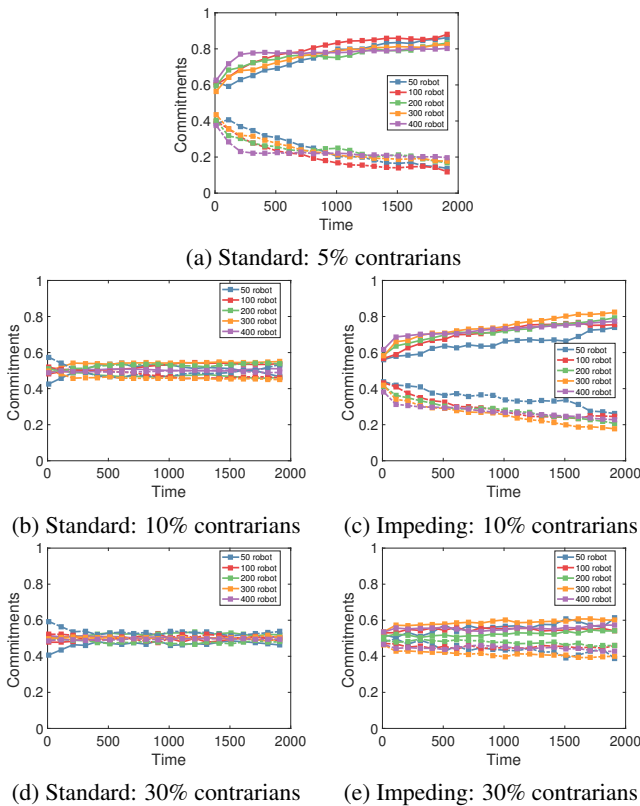 1
0.8
0.6
0.4
0.2
0
Commitments
50 robot
100 robot
200 robot
300 robot
400 robot
0 500 1000 1500 2000
Time
(a) Standard: 5% contrarians
1
0.8
0.6
0.4
0.2
0
Commitments
50 robot
100 robot
200 robot
300 robot
400 robot
0 500 1000 1500 2000
Time
(b) Standard: 10% contrarians
1
0.8
0.6
0.4
0.2
0
Commitments
50 robot
100 robot
200 robot
300 robot
400 robot
0 500 1000 1500 2000
Time
(c) Impeding: 10% contrarians
1
0.8
0.6
0.4
0.2
0
Commitments
50 robot
100 robot
200 robot
300 robot
400 robot
0 500 1000 1500 2000
Time
(d) Standard: 30% contrarians
1
0.8
0.6
0.4
0.2
0
Commitments
50 robot
100 robot
200 robot
300 robot
400 robot
0 500 1000 1500 2000
Time
(e) Impeding: 30% contrarians